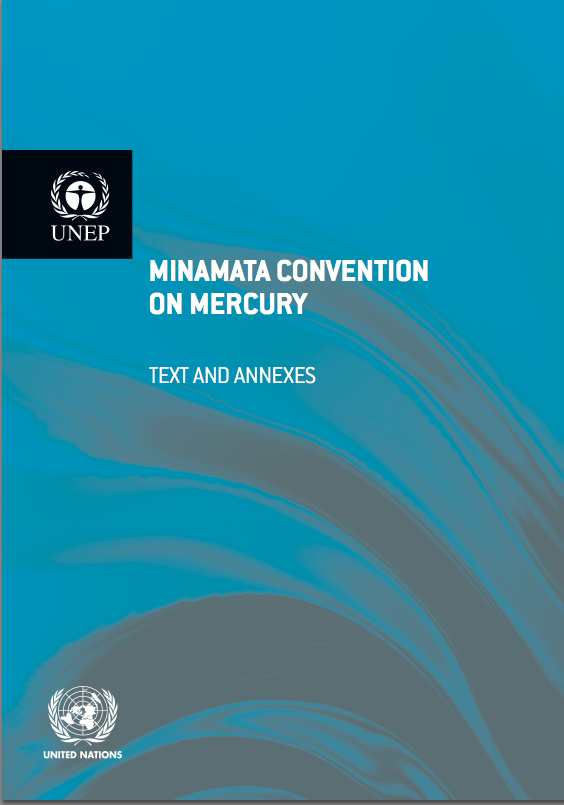 UNEP
MINAMATA CONVENTION
ON MERCURY
TEXT AND ANNEXES
UNITED NATIONS